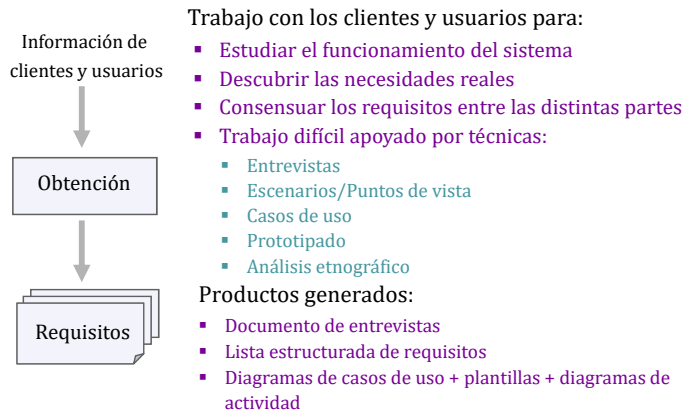 Información de
clientes y usuarios
Obtención
Requisitos
Trabajo con los clientes y usuarios para:
▪ Estudiar el funcionamiento del sistema
▪ Descubrir las necesidades reales
▪ Consensuar los requisitos entre las distintas partes
▪ Trabajo difícil apoyado por técnicas:
▪ Entrevistas
▪ Escenarios/Puntos de vista
▪ Casos de uso
▪ Prototipado
▪ Análisis etnográfico
Productos generados:
▪ Documento de entrevistas
▪ Lista estructurada de requisitos
▪ Diagramas de casos de uso + plantillas + diagramas de
actividad